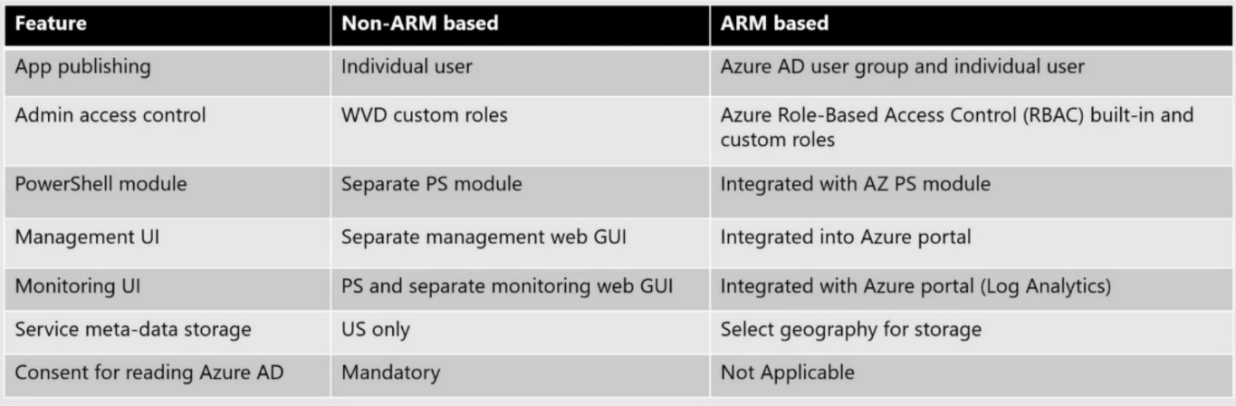 Feature Non-ARM based ARM based
App publishing Individual user Azure AD user group and individual user
Admin access control WVD custom roles Azure Role-Based Access Control (RBAC) built-in and
custom roles
PowerShell module Separate PS module Integrated with AZ PS module
Management UI Separate management web GUI Integrated into Azure portal
Monitoring UI PS and separate monitoring web GUI Integrated with Azure portal (Log Analytics)
Service meta-data storage US only Select geography for storage
Consent for reading Azure AD Mandatory Not Applicable